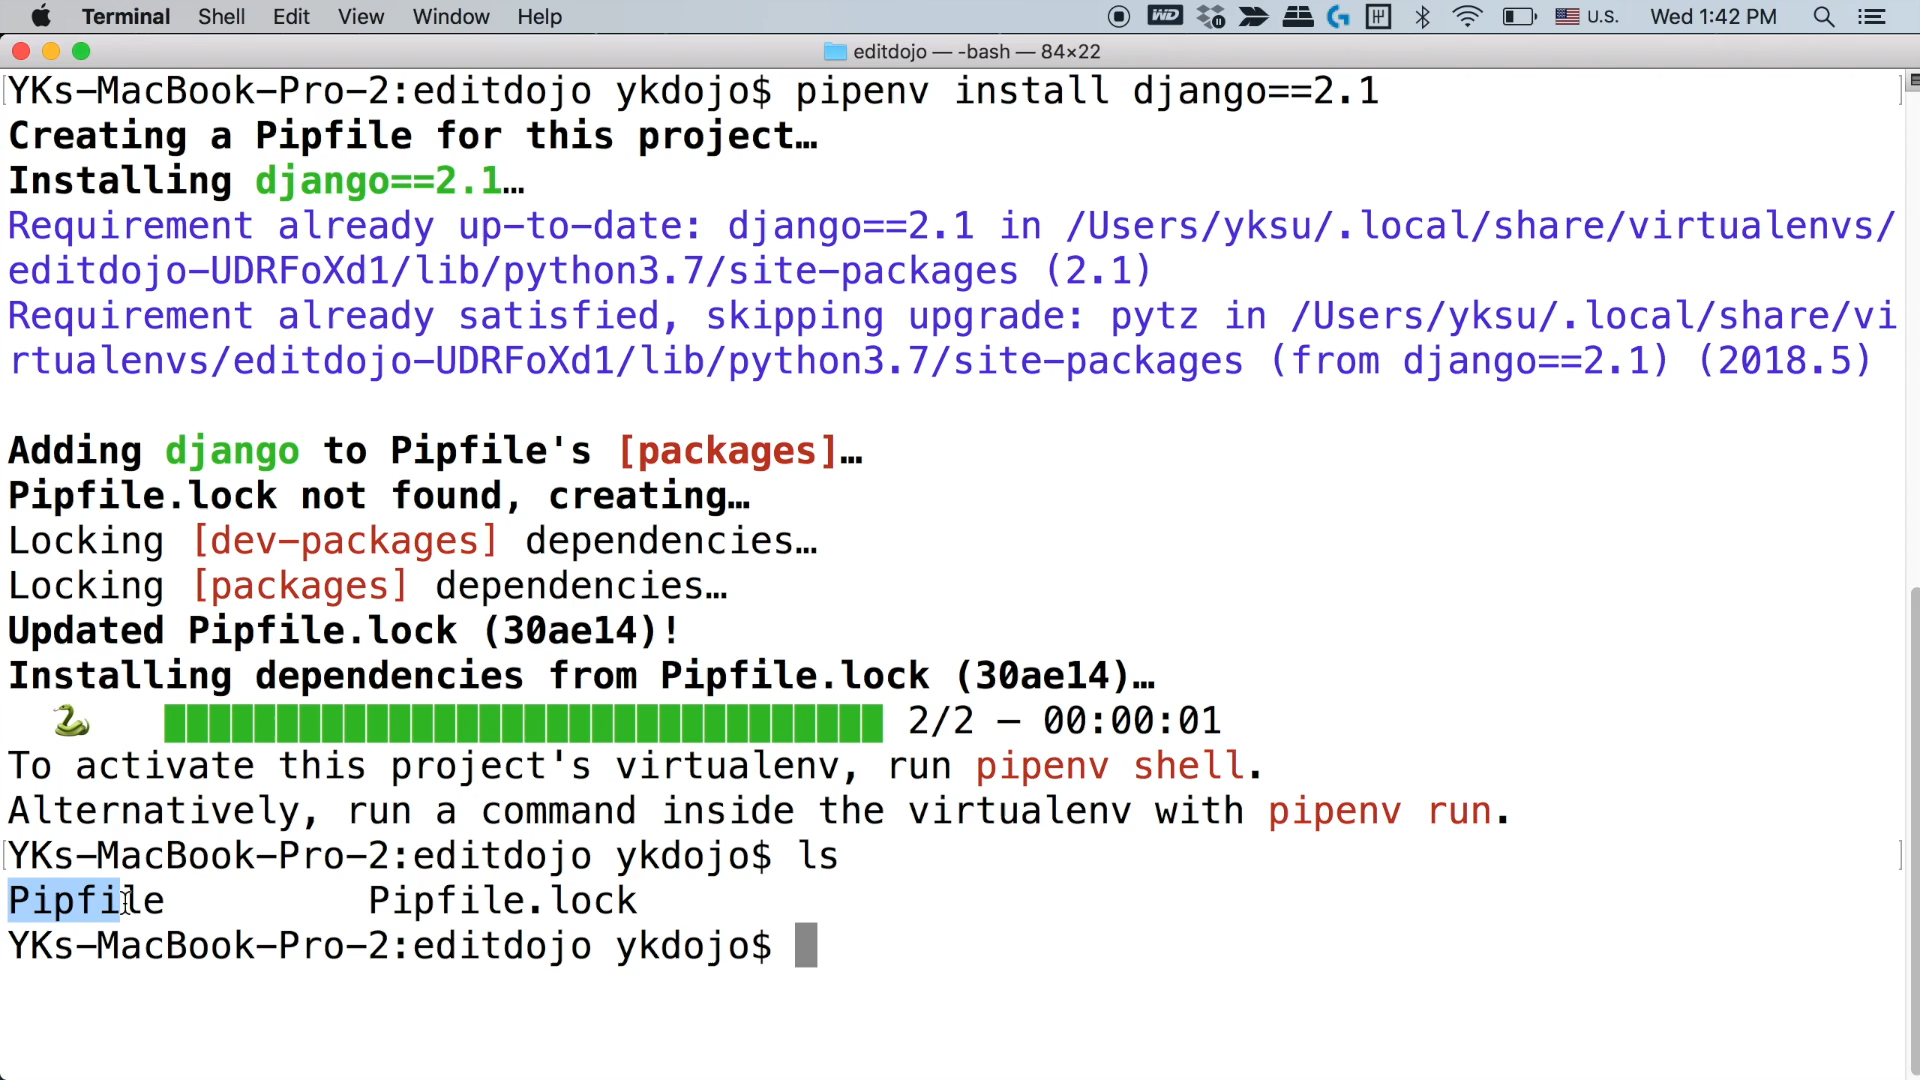 Terminal Shell Edit View Window Help WD U.S. Wed 1:42 PM
editdojo — -bash — 84×22
YKs-MacBook-Pro-2:editdojo ykdojo$ pipenv install django==2.1
Creating a Pipfile for this project…
Installing django==2.1…
Requirement already up-to-date: django==2.1 in /Users/yksu/.local/share/virtualenvs/
editdojo-UDRFoXd1/lib/python3.7/site-packages (2.1)
Requirement already satisfied, skipping upgrade: pytz in /Users/yksu/.local/share/vi
rtualenvs/editdojo-UDRFoXd1/lib/python3.7/site-packages (from django==2.1) (2018.5)
Adding django to Pipfile's [packages]…
Pipfile.lock not found, creating…
Locking [dev-packages] dependencies…
Locking [packages] dependencies…
Updated Pipfile.lock (30ae14)!
Installing dependencies from Pipfile.lock (30ae14)…
2/2 — 00:00:01
To activate this project's virtualenv, run pipenv shell.
Alternatively, run a command inside the virtualenv with pipenv run.
YKs-MacBook-Pro-2:editdojo ykdojo$ ls
Pipfile Pipfile.lock
YKs-MacBook-Pro-2:editdojo ykdojo$